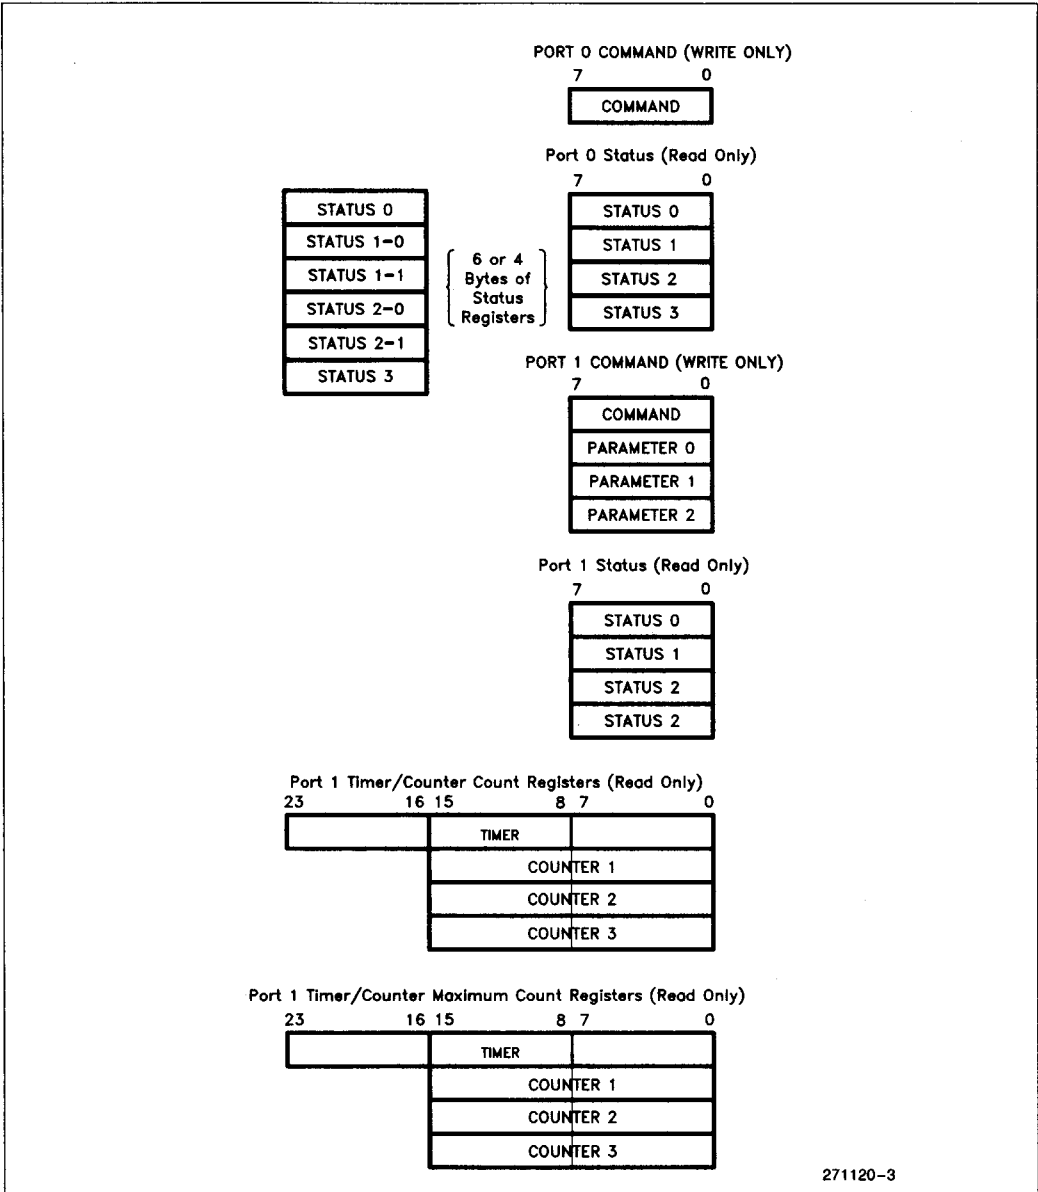 PORT 0 COMMAND (WRITE ONLY)
7 0
COMMAND
Port 0 Status (Read Only)
7 0
STATUS 0
STATUS 1
STATUS 2
STATUS 3
STATUS 0
STATUS 1-0
STATUS 1-1
STATUS 2-0
STATUS 2-1
STATUS 3
6 or 4
Bytes of
Status
Registers
PORT 1 COMMAND (WRITE ONLY)
7 0
COMMAND
PARAMETER 0
PARAMETER 1
PARAMETER 2
Port 1 Status (Read Only)
7 0
STATUS 0
STATUS 1
STATUS 2
STATUS 2
Port 1 Timer/Counter Count Registers (Read Only)
23 16 15 8 7 0
TIMER
COUNTER 1
COUNTER 2
COUNTER 3
Port 1 Timer/Counter Maximum Count Registers (Read Only)
23 16 15 8 7 0
TIMER
COUNTER 1
COUNTER 2
COUNTER 3
271120-3